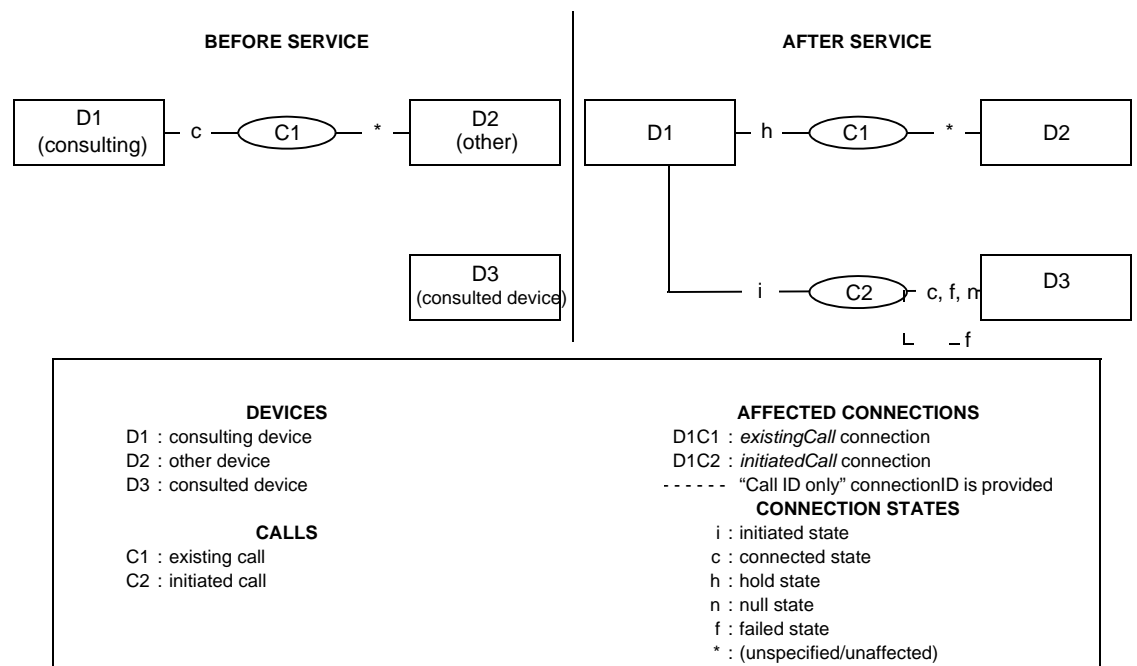 BEFORE SERVICE
AFTER SERVICE
D1
(consulting)
c
C1
*
D2
(other)
D1
h
C1
*
D2
D3
(consulted device)
i
C2
c, f, n
D3
f
DEVICES
D1 : consulting device
D2 : other device
D3 : consulted device
CALLS
C1 : existing call
C2 : initiated call
AFFECTED CONNECTIONS
D1C1 : existingCall connection
D1C2 : initiatedCall connection
- - - - - - “Call ID only” connectionID is provided
CONNECTION STATES
i : initiated state
c : connected state
h : hold state
n : null state
f : failed state
* : (unspecified/unaffected)